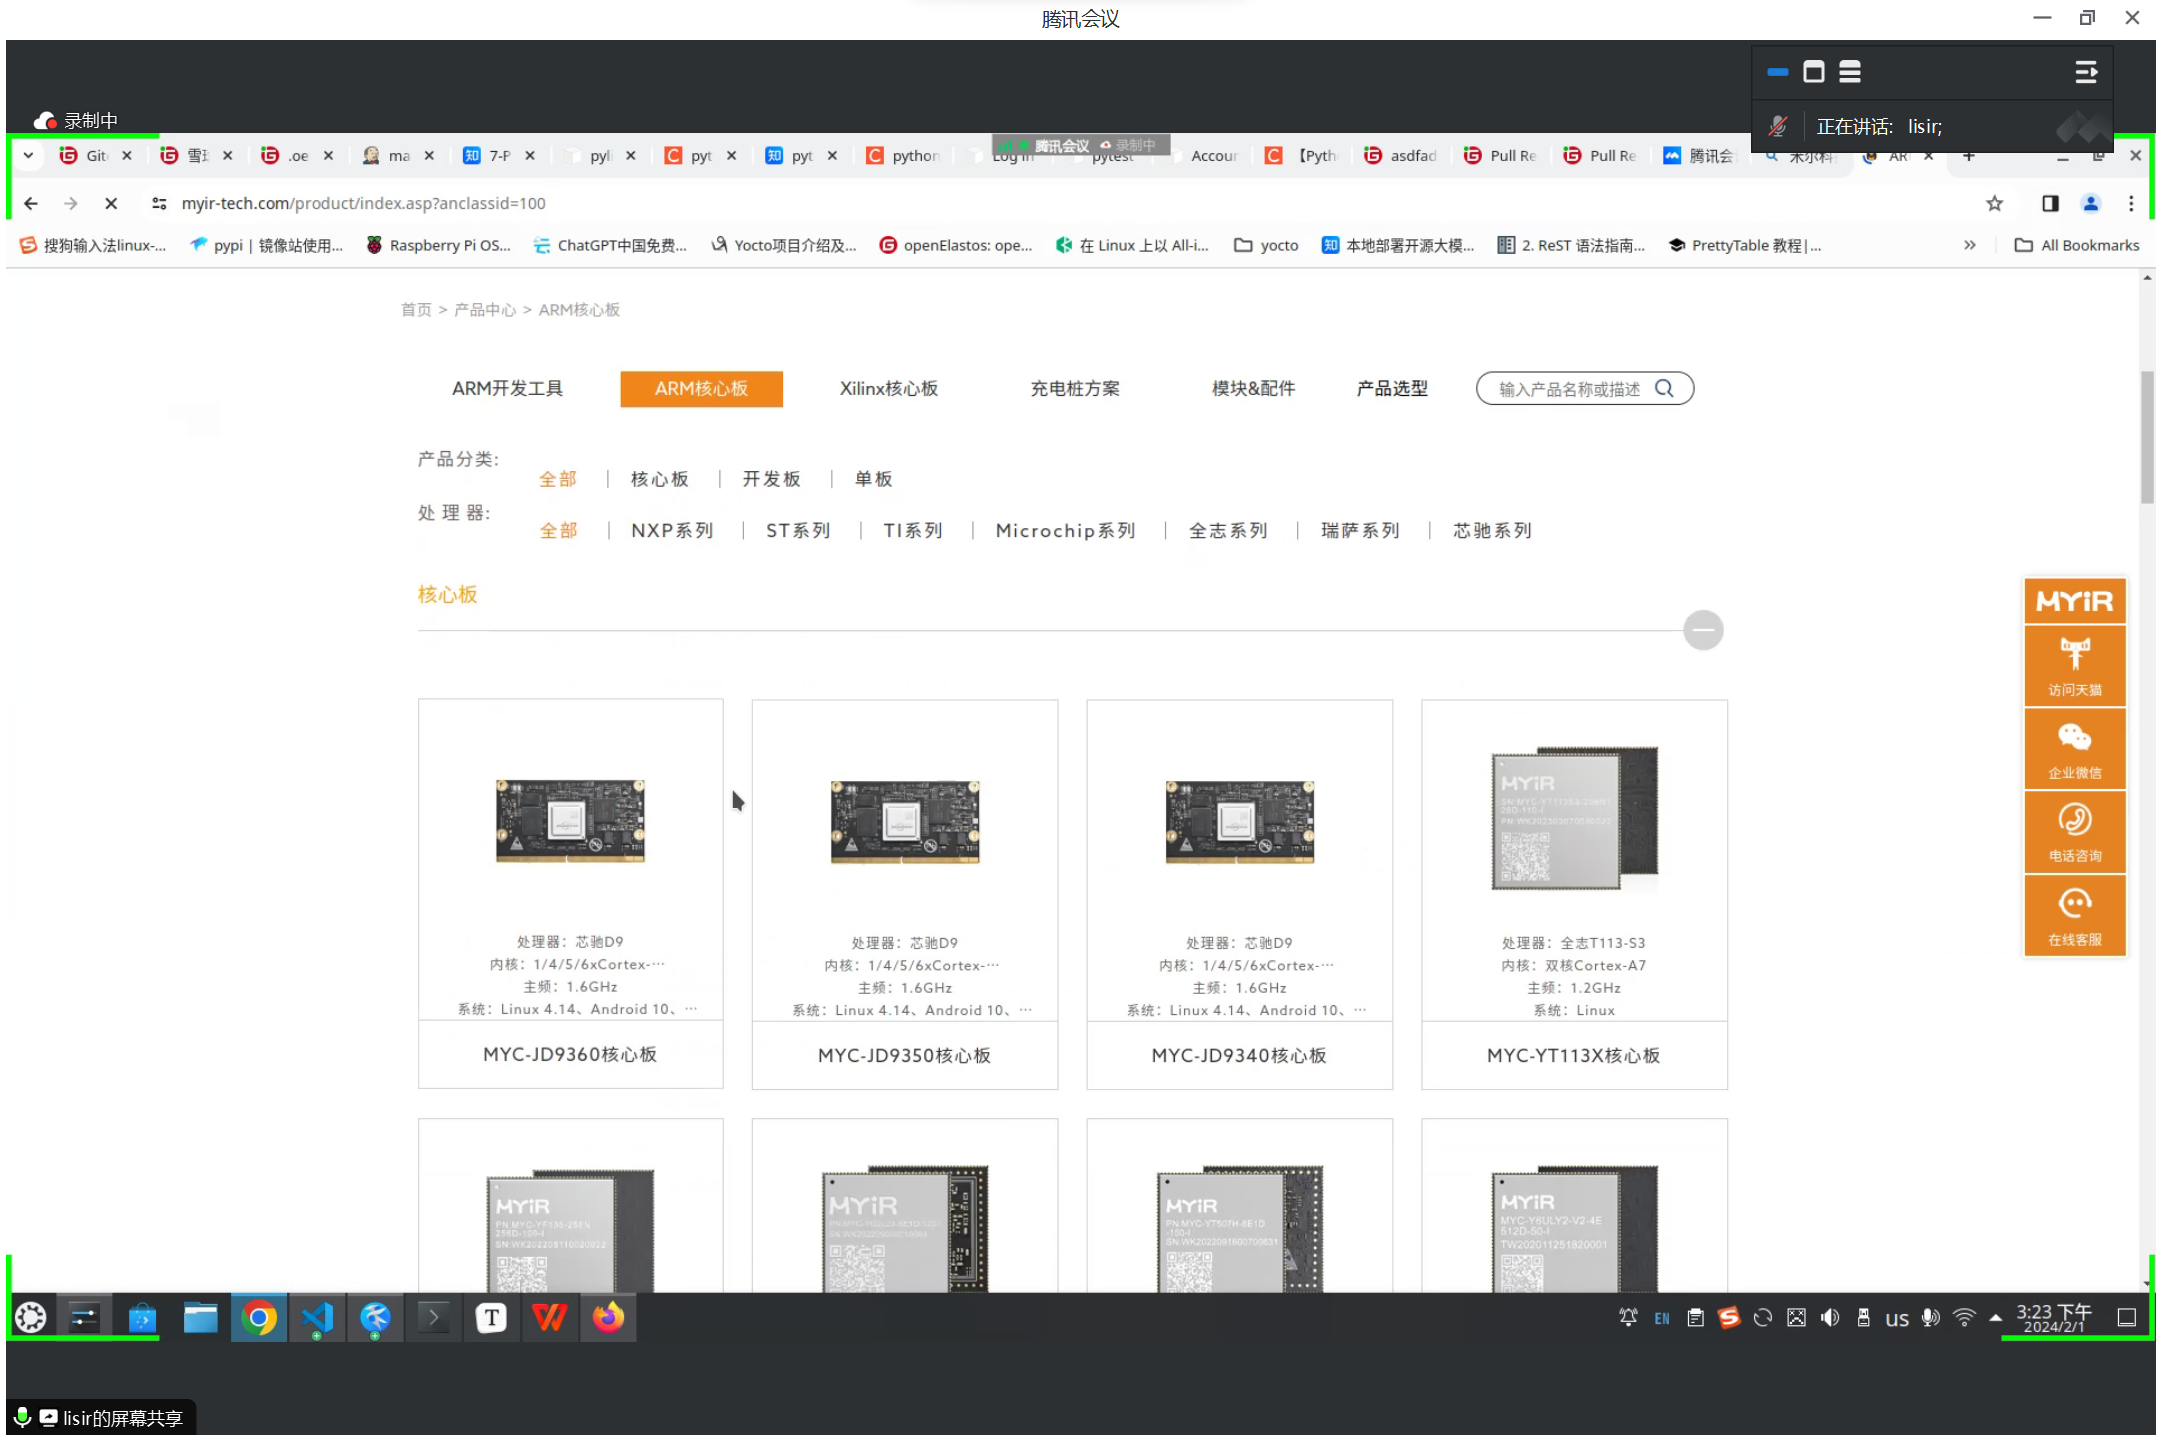 腾讯会议
录制中
正在讲话: lisir;
Git
雪球
.oe
ma
7-P
pyli
pyt
pyt
python
Log in
腾讯会议 录制中
pytest
Accour
【Pyth
asdfad
Pull Re
Pull Re
腾讯会
米尔科
AR
myir-tech.com/product/index.asp?anclassid=100
搜狗输入法linux-...
pypi | 镜像站使用...
Raspberry Pi OS...
ChatGPT中国免费...
Yocto项目介绍及...
openElastos: ope...
在 Linux 上以 All-i...
yocto
本地部署开源大模...
2. ReST 语法指南...
PrettyTable 教程|...
All Bookmarks
首页 > 产品中心 > ARM核心板
ARM开发工具
ARM核心板
Xilinx核心板
充电桩方案
模块&配件
产品选型
输入产品名称或描述
产品分类:
全部 | 核心板 | 开发板 | 单板
处 理 器:
全部 | NXP系列 | ST系列 | TI系列 | Microchip系列 | 全志系列 | 瑞萨系列 | 芯驰系列
核心板
处理器：芯驰D9
内核：1/4/5/6xCortex-···
主频：1.6GHz
系统：Linux 4.14、Android 10、···
MYC-JD9360核心板
处理器：芯驰D9
内核：1/4/5/6xCortex-···
主频：1.6GHz
系统：Linux 4.14、Android 10、···
MYC-JD9350核心板
处理器：芯驰D9
内核：1/4/5/6xCortex-···
主频：1.6GHz
系统：Linux 4.14、Android 10、···
MYC-JD9340核心板
MYiR
处理器：全志T113-S3
内核：双核Cortex-A7
主频：1.2GHz
系统：Linux
MYC-YT113X核心板
MYiR
访问天猫
企业微信
电话咨询
在线客服
MYiR
MYiR
MYiR
PN:MYC-YT507H-8E1D
-150-I
SN:WK2022091600700631
MYiR
MYC-Y6ULY2-V2-4E
512D-50-I
TW202011251820001
EN
us
3:23 下午
2024/2/1
lisir的屏幕共享